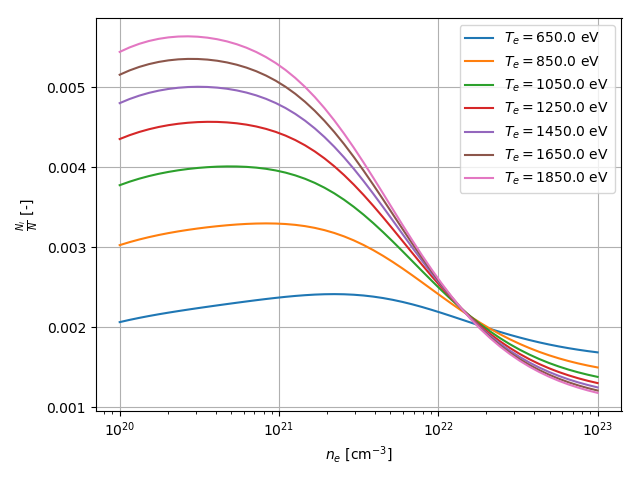 T_e = 650.0 eV
T_e = 850.0 eV
T_e = 1050.0 eV
T_e = 1250.0 eV
T_e = 1450.0 eV
T_e = 1650.0 eV
T_e = 1850.0 eV
0.005
0.004
0.003
0.002
0.001
N_i/N [-]
10^20 10^21 10^22 10^23
n_e [cm^−3]